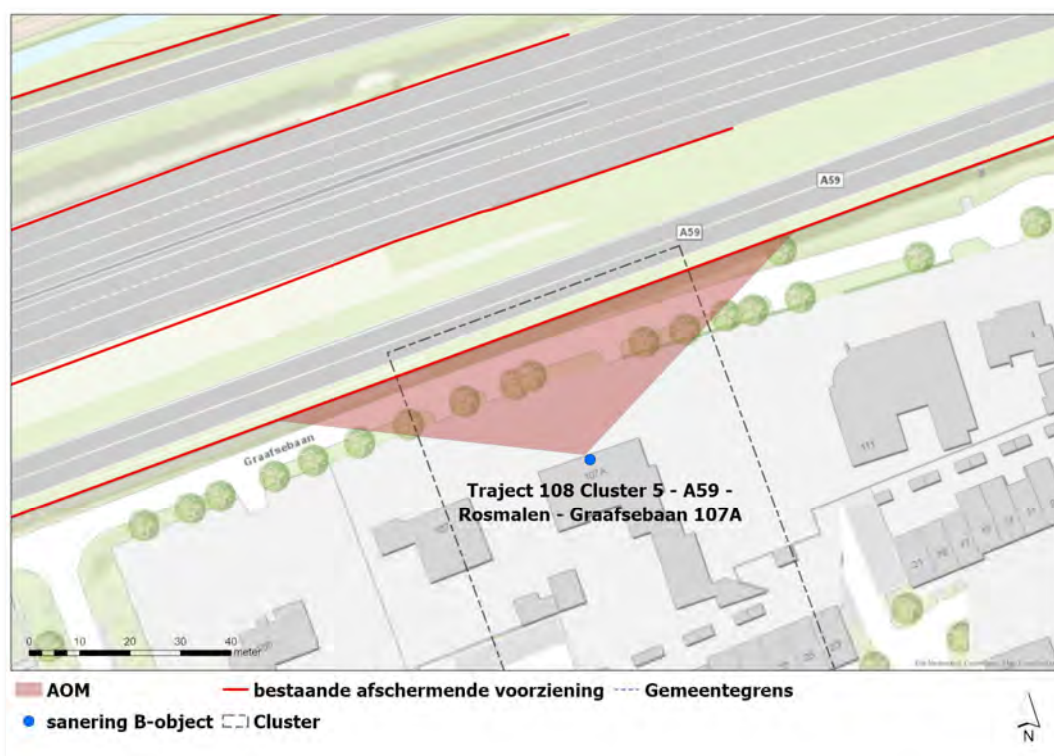 A59
A59
Graafsebaan
107A
111
Traject 108 Cluster 5 - A59 -
Rosmalen - Graafsebaan 107A
0 10 20 30 40
meter
AOM
bestaande afschermende voorziening
Gemeentegrens
sanering B-object
Cluster
N